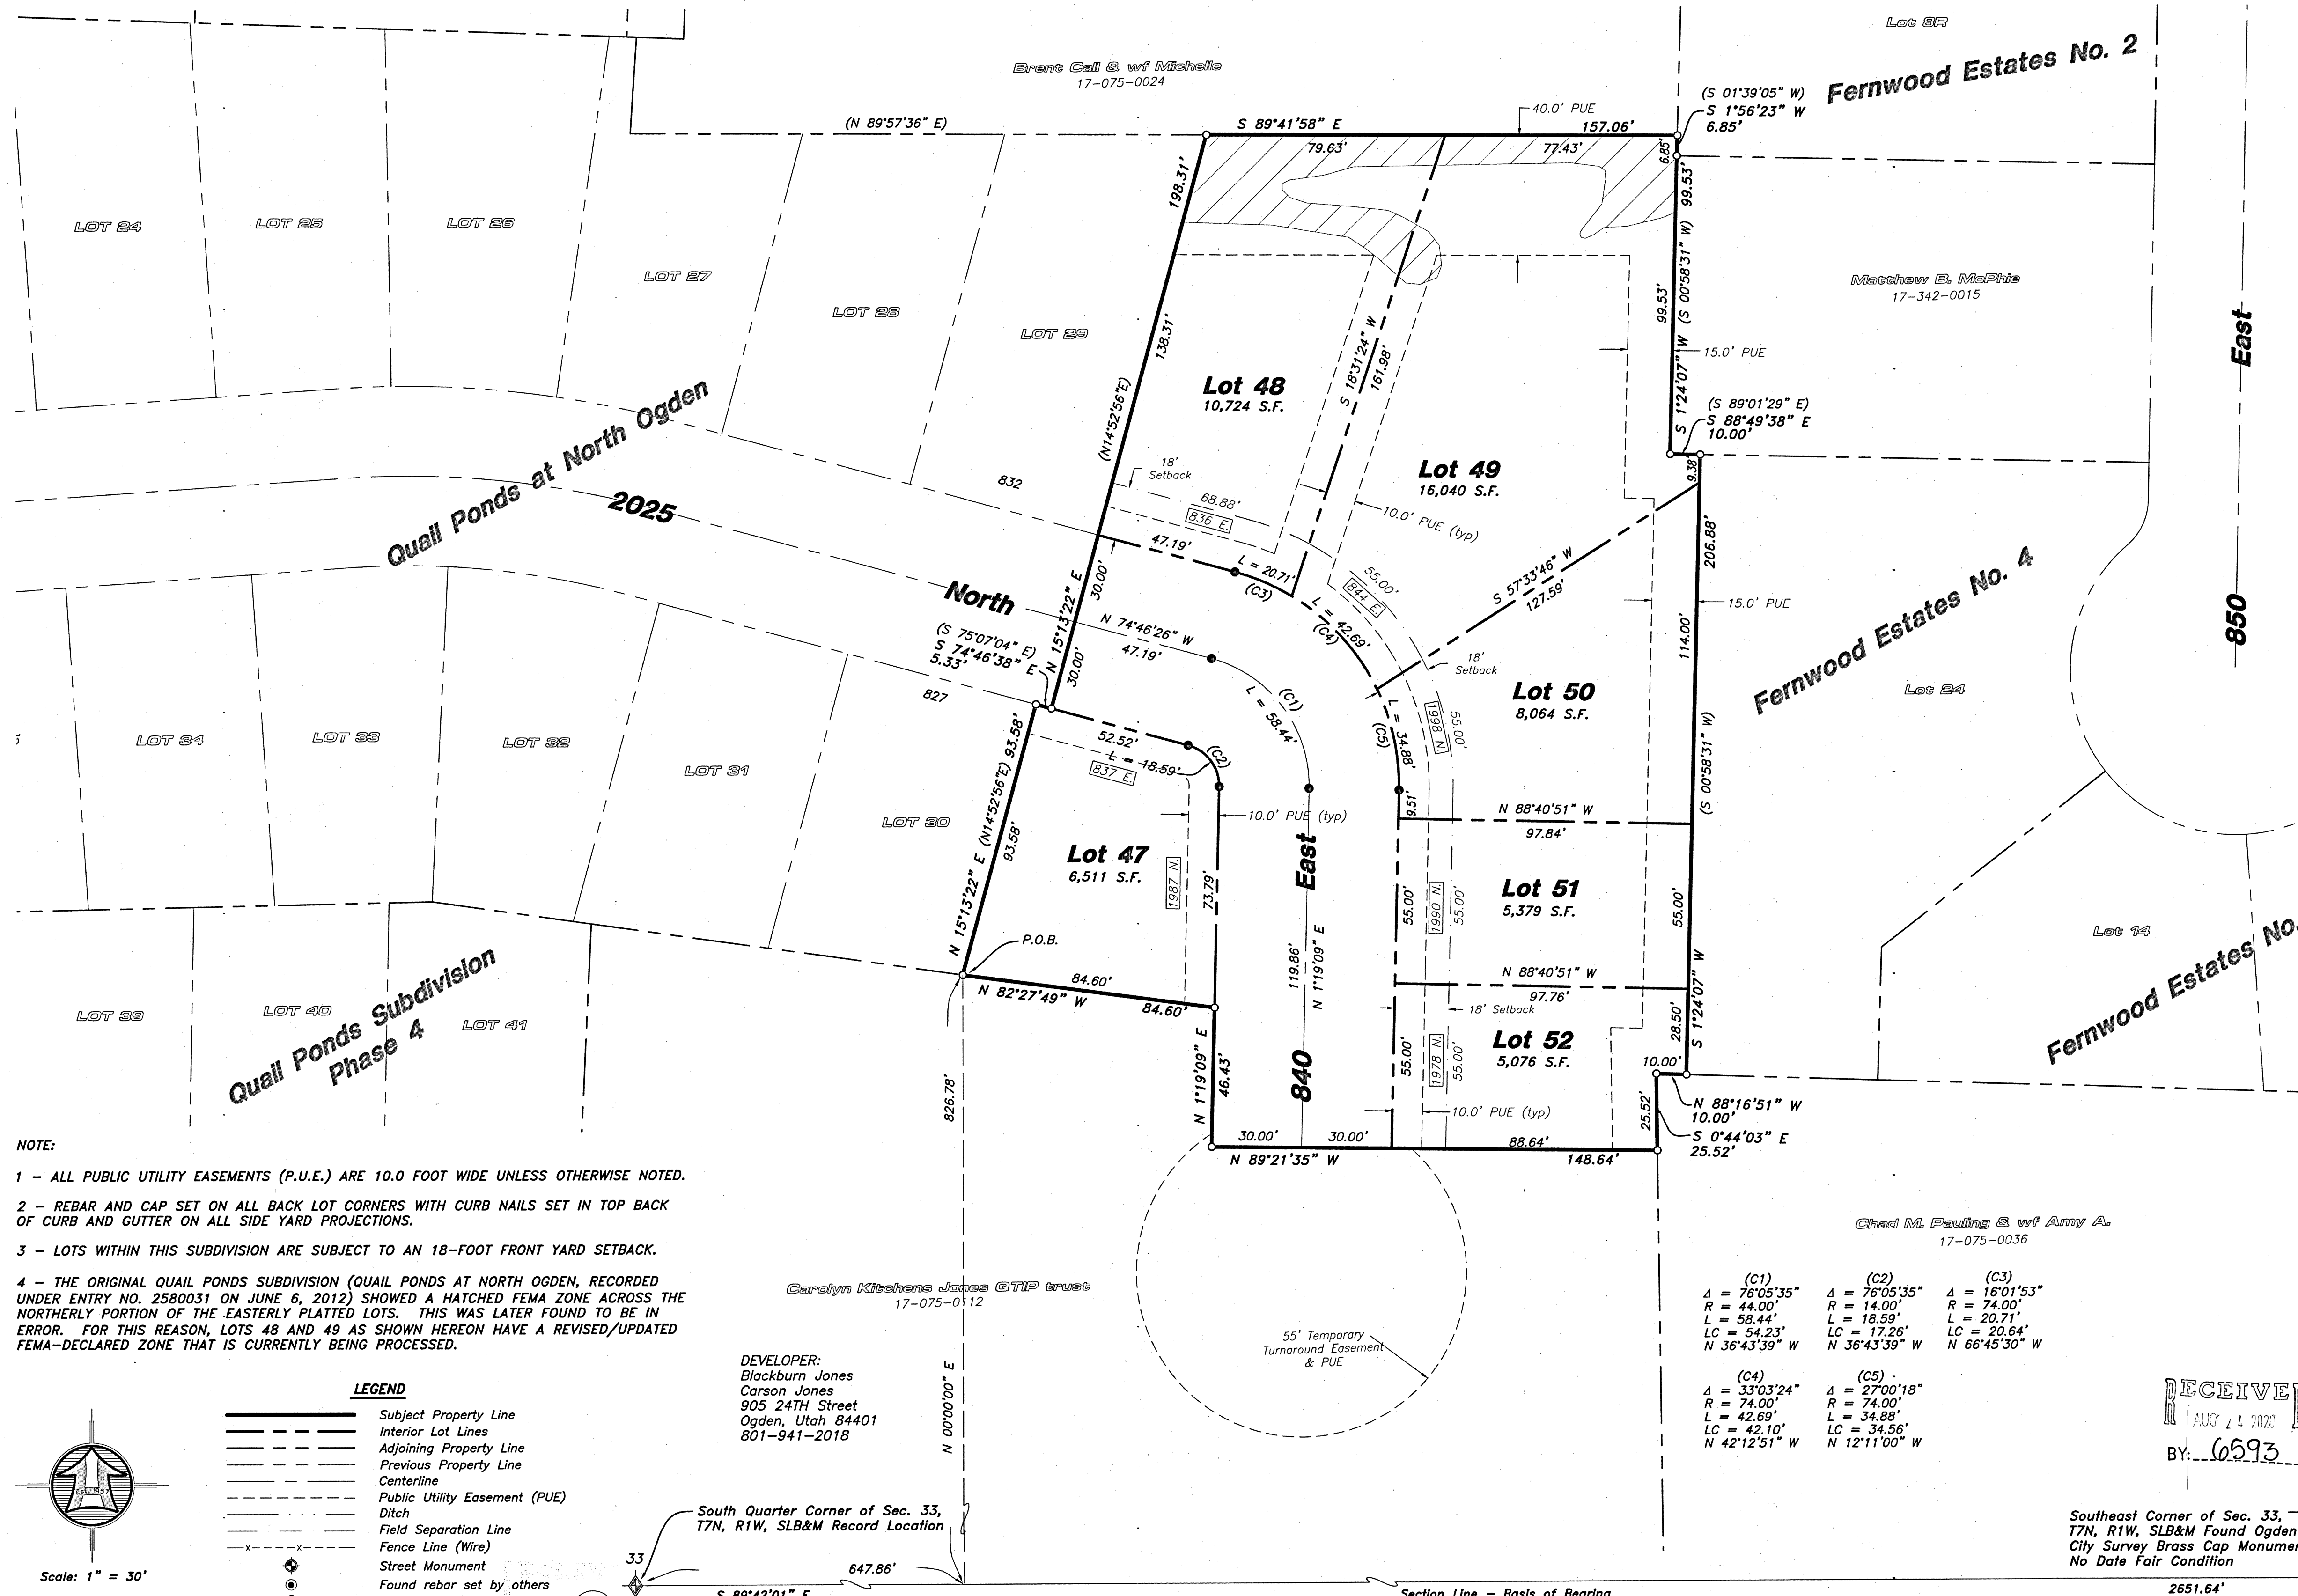 Lot 8R
Fernwood Estates No. 2
Brent Call & wf Michelle
17-075-0024
(S 01°39'05" W)
S 1°56'23" W
6.85'
40.0' PUE
(N 89°57'36" E)
S 89°41'58" E
157.06'
79.63'
77.43'
6.85'
198.31'
99.53'
LOT 24
LOT 25
LOT 26
LOT 27
LOT 28
LOT 29
Matthew B. McPhie
17-342-0015
138.31'
99.53'
S 1°24'07" W (S 00°58'31" W)
15.0' PUE
East
S 18°31'24" W
161.98'
Lot 48
10,724 S.F.
(N14°52'56"E)
(S 89°01'29" E)
S 88°49'38" E
10.00'
9.38'
Quail Ponds at North Ogden
18'
Setback
Lot 49
16,040 S.F.
832
68.88'
836 E.
10.0' PUE (typ)
2025
47.19'
L = 20.71'
(C3)
55.00'
844 E.
S 57°33'46" W
127.59'
206.88'
North
30.00'
N 15°13'22" E
L = 42.69'
(C4)
15.0' PUE
114.00'
Fernwood Estates No. 4
850
(S 75°07'04" E)
S 74°46'38" E
5.33'
30.00'
N 74°46'26" W
47.19'
18'
Setback
827
L = 58.44'
(C1)
Lot 50
8,064 S.F.
Lot 24
LOT 34
LOT 33
LOT 32
LOT 31
LOT 30
52.52'
L = 18.59'
(C2)
837 E.
L = 34.88'
(C5)
1998 N.
55.00'
(S 00°58'31" W)
N 15°13'22" E (N14°52'56"E) 93.58'
93.58'
10.0' PUE (typ)
9.51'
N 88°40'51" W
97.84'
Lot 47
6,511 S.F.
1987 N.
73.79'
East
55.00'
1990 N.
55.00'
Lot 51
5,379 S.F.
55.00'
P.O.B.
119.86'
N 1°19'09" E
Lot 14
Fernwood Estates No.
84.60'
N 82°27'49" W
84.60'
N 88°40'51" W
97.76'
18' Setback
S 1°24'07" W
28.50'
LOT 39
LOT 40
LOT 41
Quail Ponds Subdivision
Phase 4
826.78'
N 1°19'09" E
46.43'
840
55.00'
1978 N.
55.00'
Lot 52
5,076 S.F.
10.0' PUE (typ)
10.00'
25.52'
N 88°16'51" W
10.00'
S 0°44'03" E
25.52'
30.00'
30.00'
88.64'
N 89°21'35" W
148.64'
NOTE:
1 - ALL PUBLIC UTILITY EASEMENTS (P.U.E.) ARE 10.0 FOOT WIDE UNLESS OTHERWISE NOTED.
2 - REBAR AND CAP SET ON ALL BACK LOT CORNERS WITH CURB NAILS SET IN TOP BACK
OF CURB AND GUTTER ON ALL SIDE YARD PROJECTIONS.
3 - LOTS WITHIN THIS SUBDIVISION ARE SUBJECT TO AN 18-FOOT FRONT YARD SETBACK.
4 - THE ORIGINAL QUAIL PONDS SUBDIVISION (QUAIL PONDS AT NORTH OGDEN, RECORDED
UNDER ENTRY NO. 2580031 ON JUNE 6, 2012) SHOWED A HATCHED FEMA ZONE ACROSS THE
NORTHERLY PORTION OF THE EASTERLY PLATTED LOTS. THIS WAS LATER FOUND TO BE IN
ERROR. FOR THIS REASON, LOTS 48 AND 49 AS SHOWN HEREON HAVE A REVISED/UPDATED
FEMA-DECLARED ZONE THAT IS CURRENTLY BEING PROCESSED.
Chad M. Pauling & wf Amy A.
17-075-0036
Carolyn Kitchens Jones QTIP trust
17-075-0112
55' Temporary
Turnaround Easement
& PUE
(C1)
Δ = 76°05'35"
R = 44.00'
L = 58.44'
LC = 54.23'
N 36°43'39" W
(C2)
Δ = 76°05'35"
R = 14.00'
L = 18.59'
LC = 17.26'
N 36°43'39" W
(C3)
Δ = 16°01'53"
R = 74.00'
L = 20.71'
LC = 20.64'
N 66°45'30" W
(C4)
Δ = 33°03'24"
R = 74.00'
L = 42.69'
LC = 42.10'
N 42°12'51" W
(C5)
Δ = 27°00'18"
R = 74.00'
L = 34.88'
LC = 34.56'
N 12°11'00" W
DEVELOPER:
Blackburn Jones
Carson Jones
905 24TH Street
Ogden, Utah 84401
801-941-2018
N 00°00'00" E
RECEIVE
AUG 24 2020
BY: 6593
LEGEND
Subject Property Line
Interior Lot Lines
Adjoining Property Line
Previous Property Line
Centerline
Public Utility Easement (PUE)
Ditch
Field Separation Line
Fence Line (Wire)
Street Monument
Found rebar set by others
Est. 1957
Scale: 1" = 30'
South Quarter Corner of Sec. 33,
T7N, R1W, SLB&M Record Location
33
647.86'
S 89°42'01" E
Section Line - Basis of Bearing
Southeast Corner of Sec. 33,
T7N, R1W, SLB&M Found Ogden
City Survey Brass Cap Monume
No Date Fair Condition
2651.64'